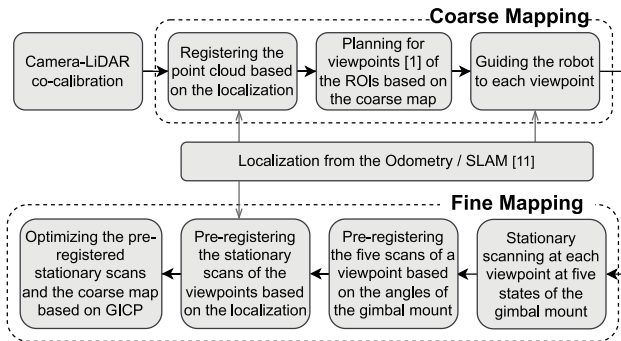 Coarse Mapping
Camera-LiDAR
co-calibration
Registering the
point cloud based
on the localization
Planning for
viewpoints [1] of
the ROIs based on
the coarse map
Guiding the robot
to each viewpoint
Localization from the Odometry / SLAM [11]
Fine Mapping
Optimizing the pre-
registered
stationary scans
and the coarse map
based on GICP
Pre-registering
the stationary
scans of the
viewpoints based
on the localization
Pre-registering
the five scans of a
viewpoint based
on the angles of
the gimbal mount
Stationary
scanning at each
viewpoint at five
states of the
gimbal mount